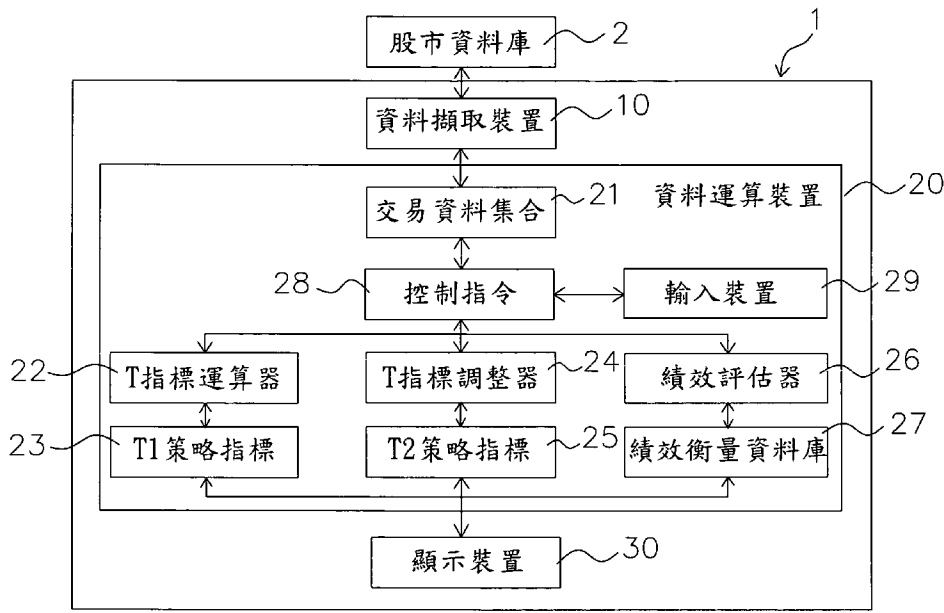 股市資料庫 2
1
資料擷取裝置 10
資料運算裝置 20
交易資料集合 21
28 控制指令 輸入裝置 29
22 T指標運算器 T指標調整器 24 績效評估器 26
23 T1策略指標 T2策略指標 25 績效衡量資料庫 27
顯示裝置 30